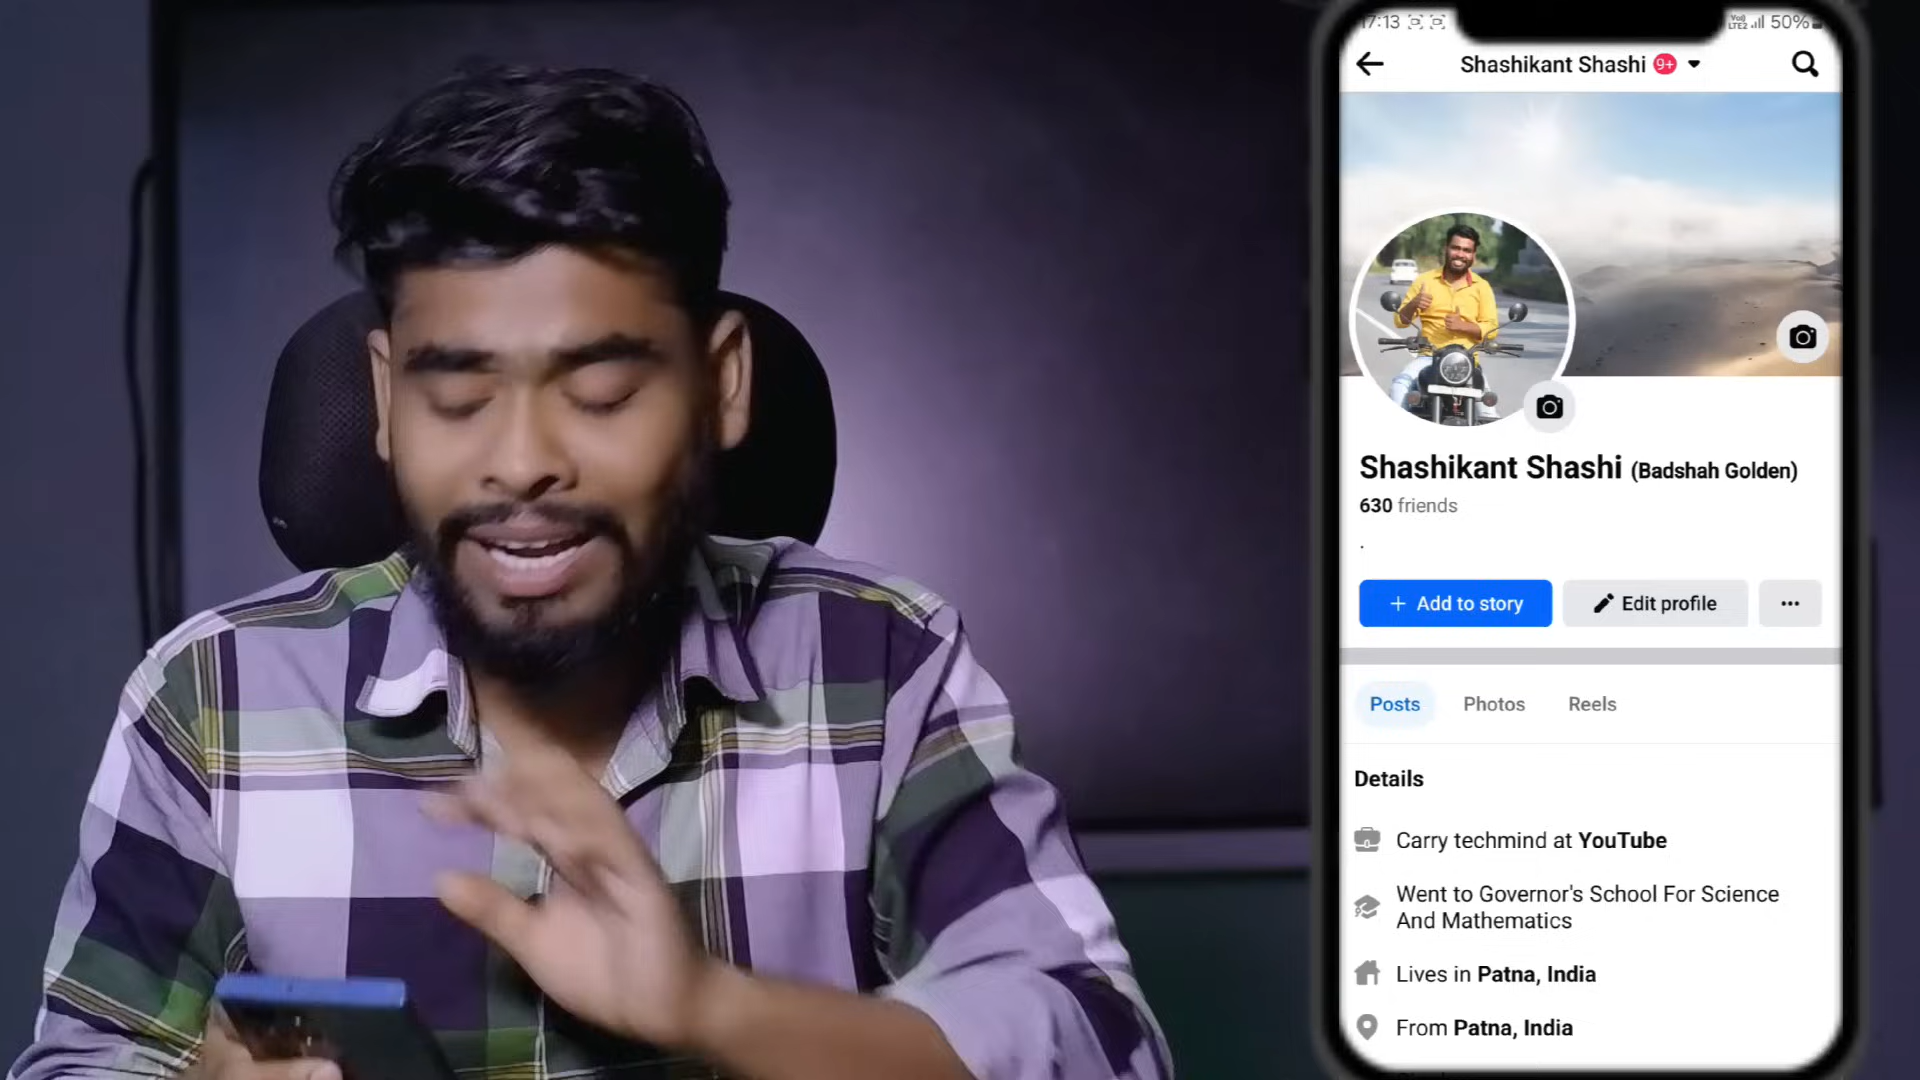 17:13
50%
Shashikant Shashi 9+
Shashikant Shashi (Badshah Golden)
630 friends
.
+ Add to story
Edit profile
...
Posts
Photos
Reels
Details
Carry techmind at YouTube
Went to Governor's School For Science
And Mathematics
Lives in Patna, India
From Patna, India